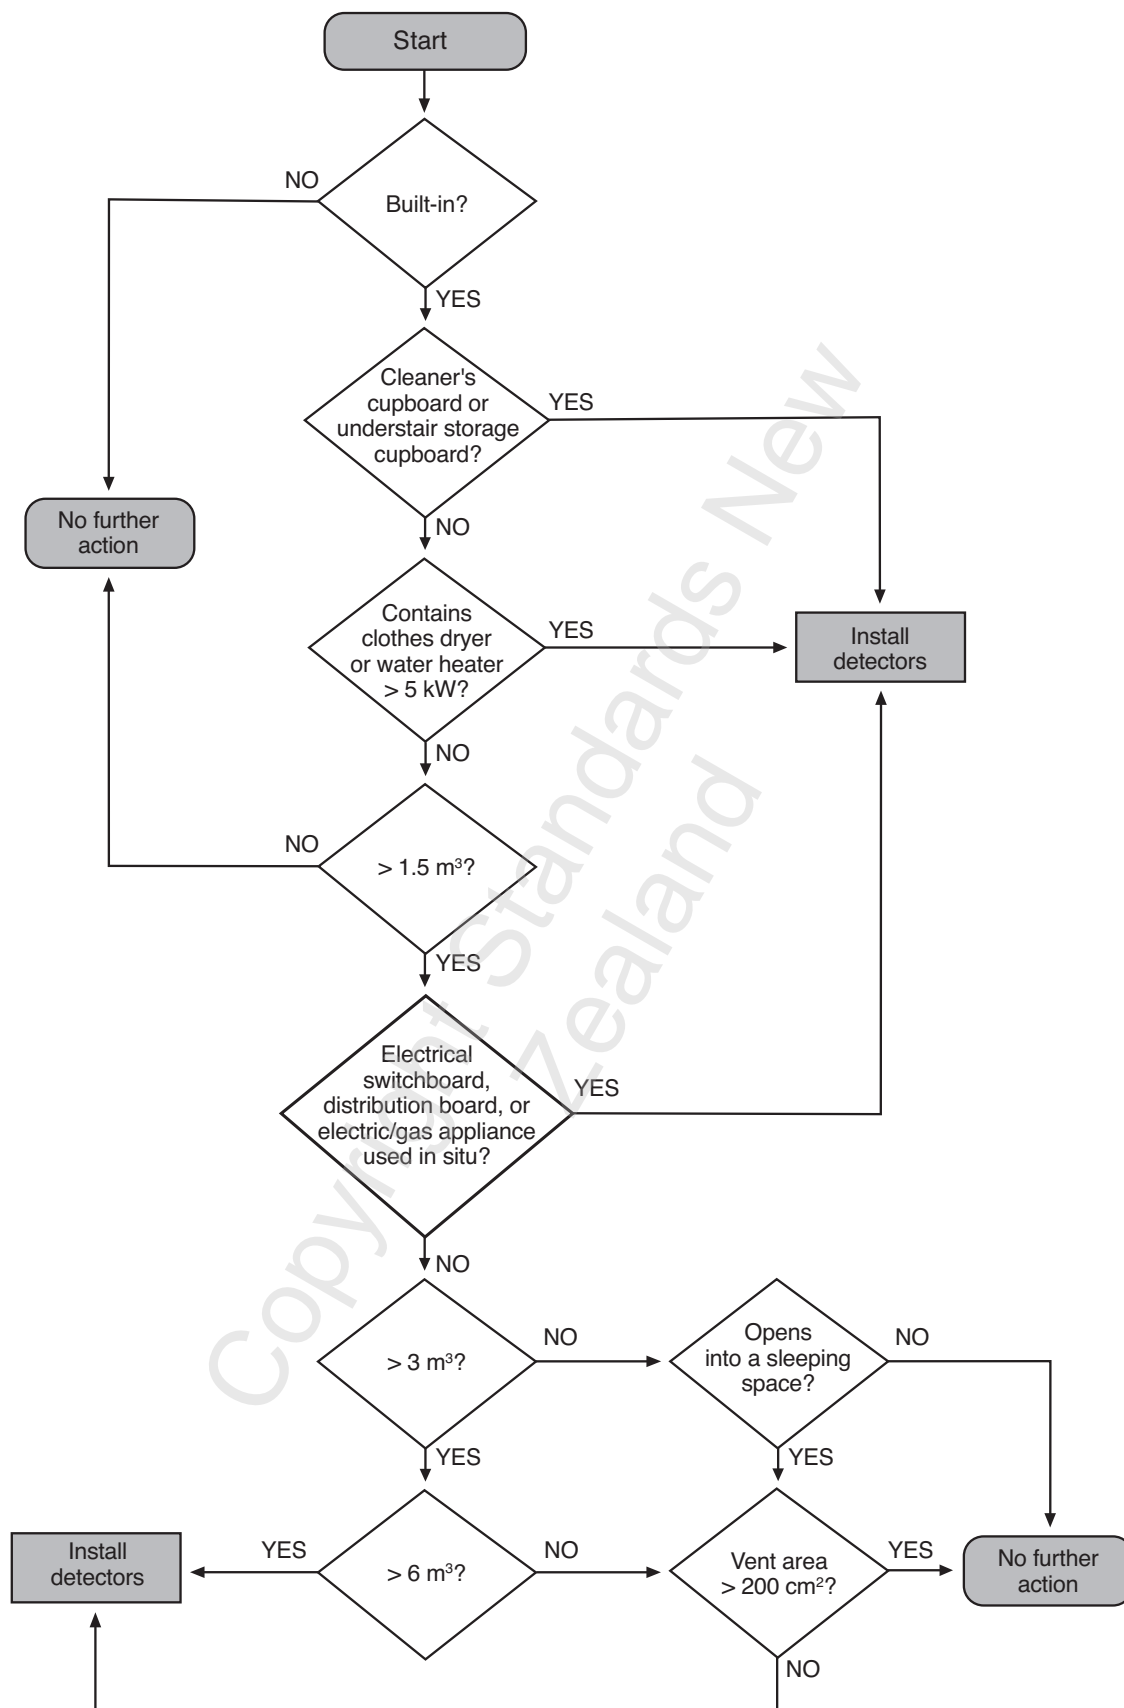 Start
NO
Built-in?
YES
Cleaner's
cupboard or
understair storage
cupboard?
YES
No further
action
NO
Contains
clothes dryer
or water heater
> 5 kW?
YES
Install
detectors
NO
NO
> 1.5 m³?
YES
Electrical
switchboard,
distribution board, or
electric/gas appliance
used in situ?
YES
NO
> 3 m³?
NO
Opens
into a sleeping
space?
NO
YES
YES
Install
detectors
YES
> 6 m³?
NO
Vent area
> 200 cm²?
YES
No further
action
NO
Copyright Standards New
Zealand